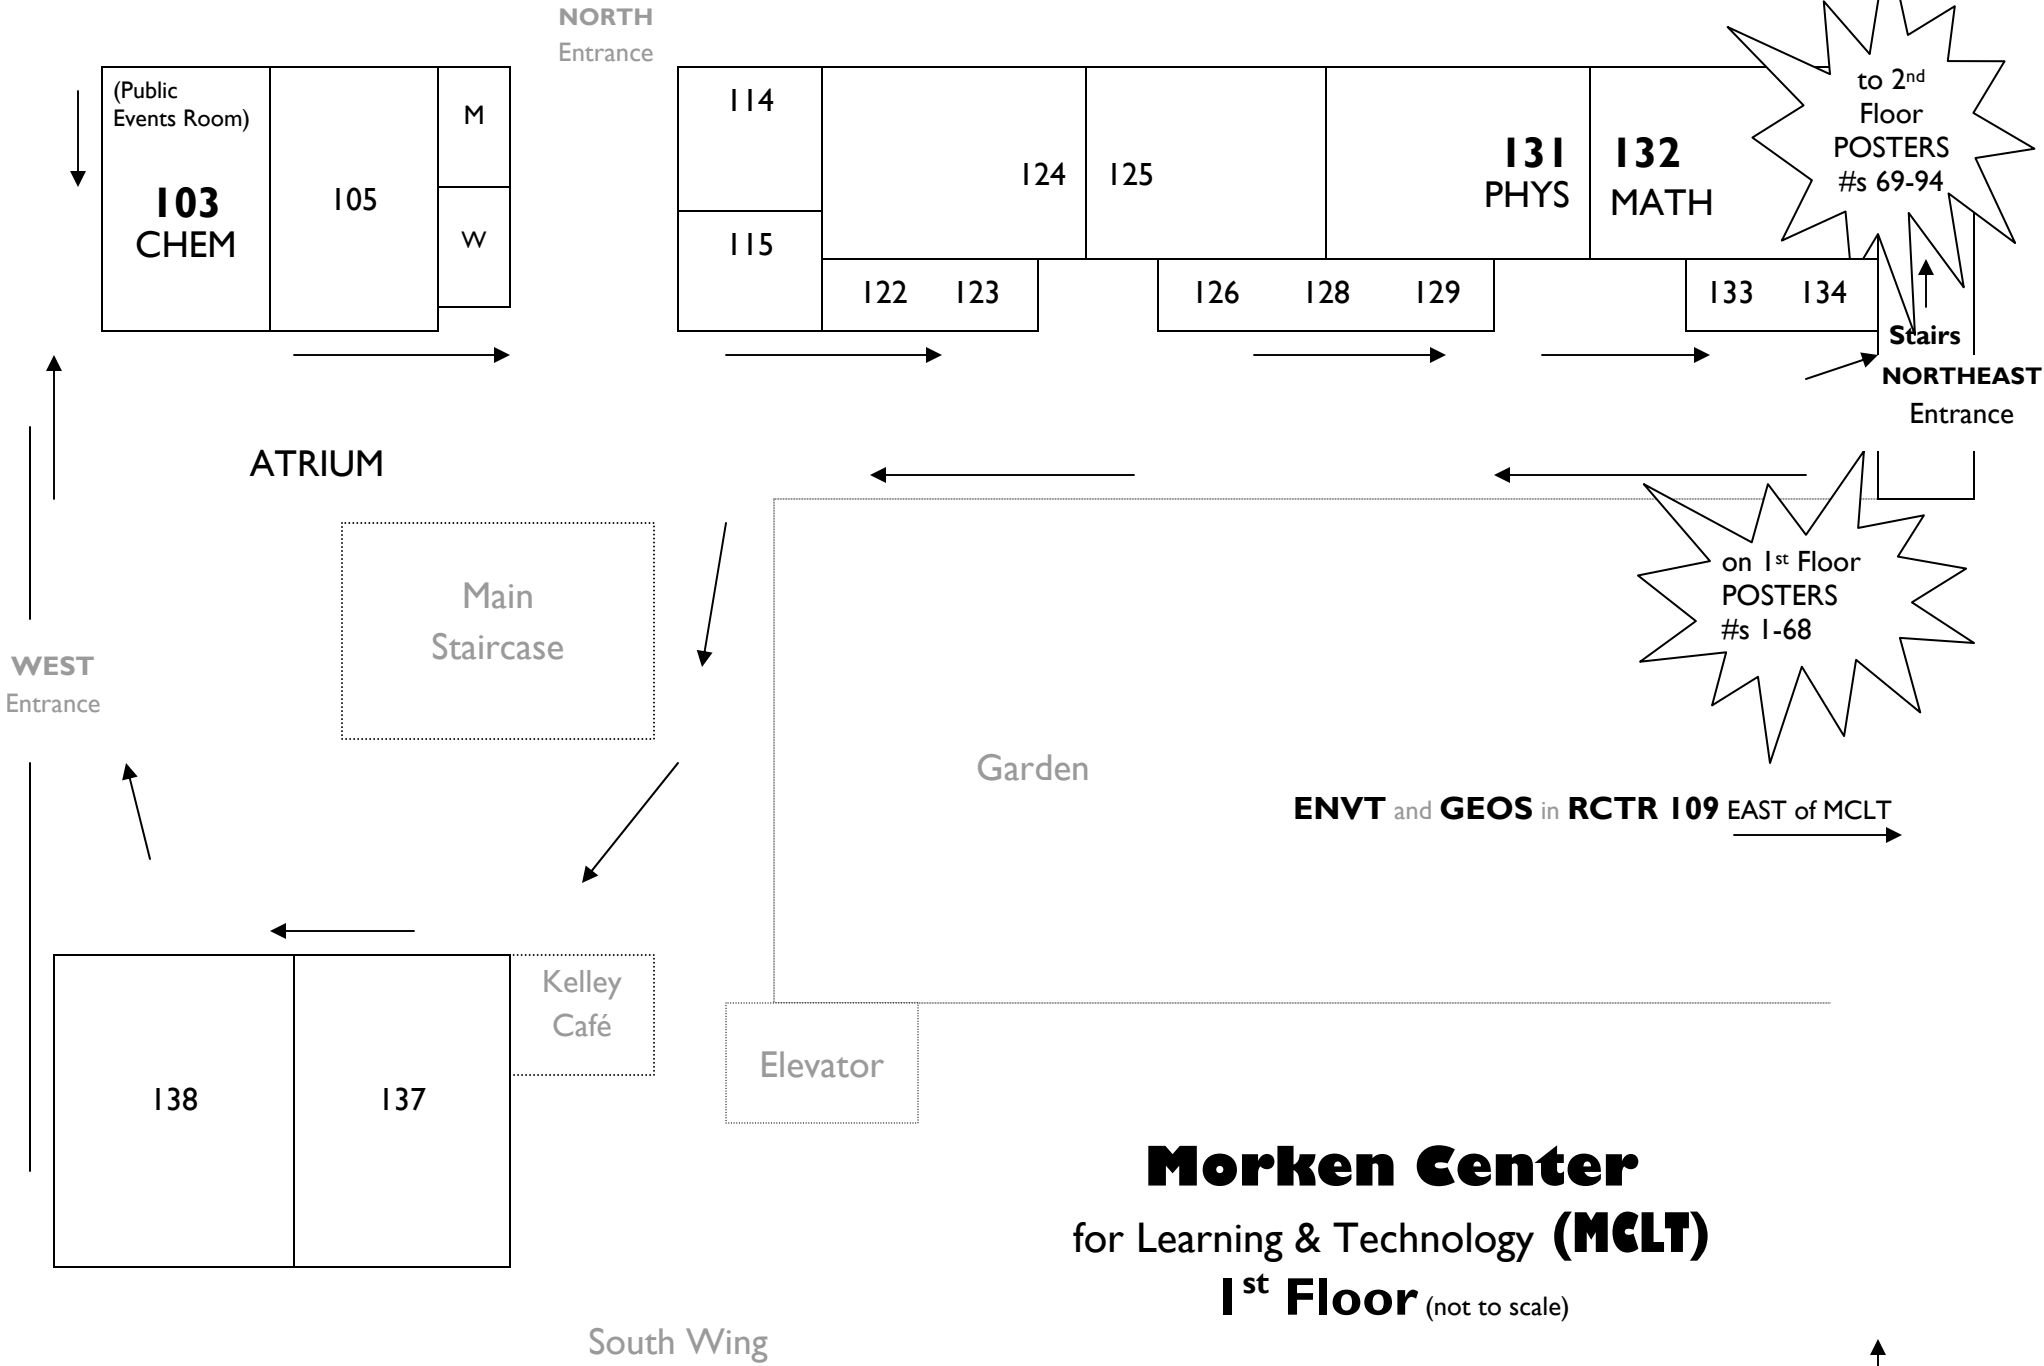 NORTH
Entrance
(Public
Events Room)
103
CHEM
105
M
W
114
115
124
125
131
PHYS
132
MATH
to 2nd
Floor
POSTERS
#s 69-94
122 123
126 128 129
133 134
Stairs
NORTHEAST
Entrance
ATRIUM
Main
Staircase
on 1st Floor
POSTERS
#s 1-68
WEST
Entrance
Garden
ENVT and GEOS in RCTR 109 EAST of MCLT
Kelley
Café
Elevator
138
137
Morken Center
for Learning & Technology (MCLT)
1st Floor (not to scale)
South Wing